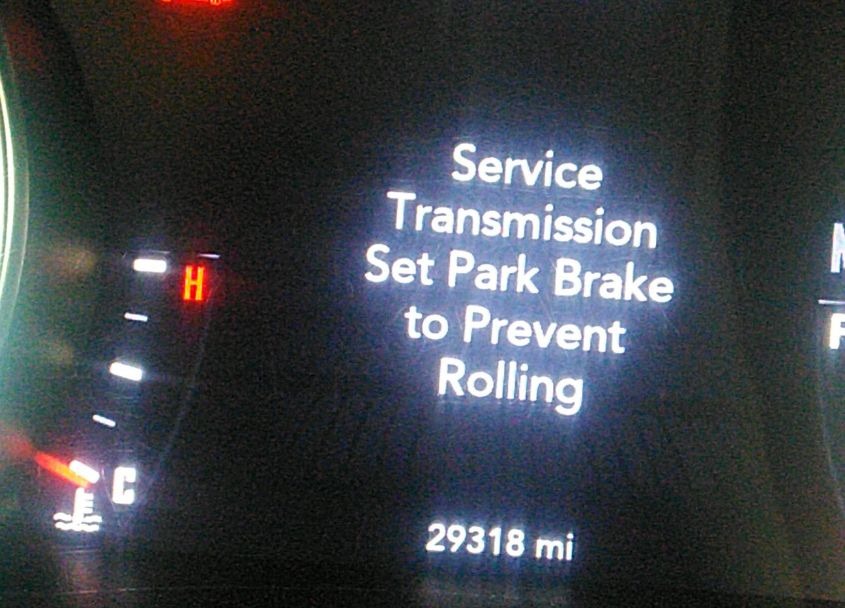 Service
Transmission
Set Park Brake
to Prevent
Rolling
H
C
29318 mi